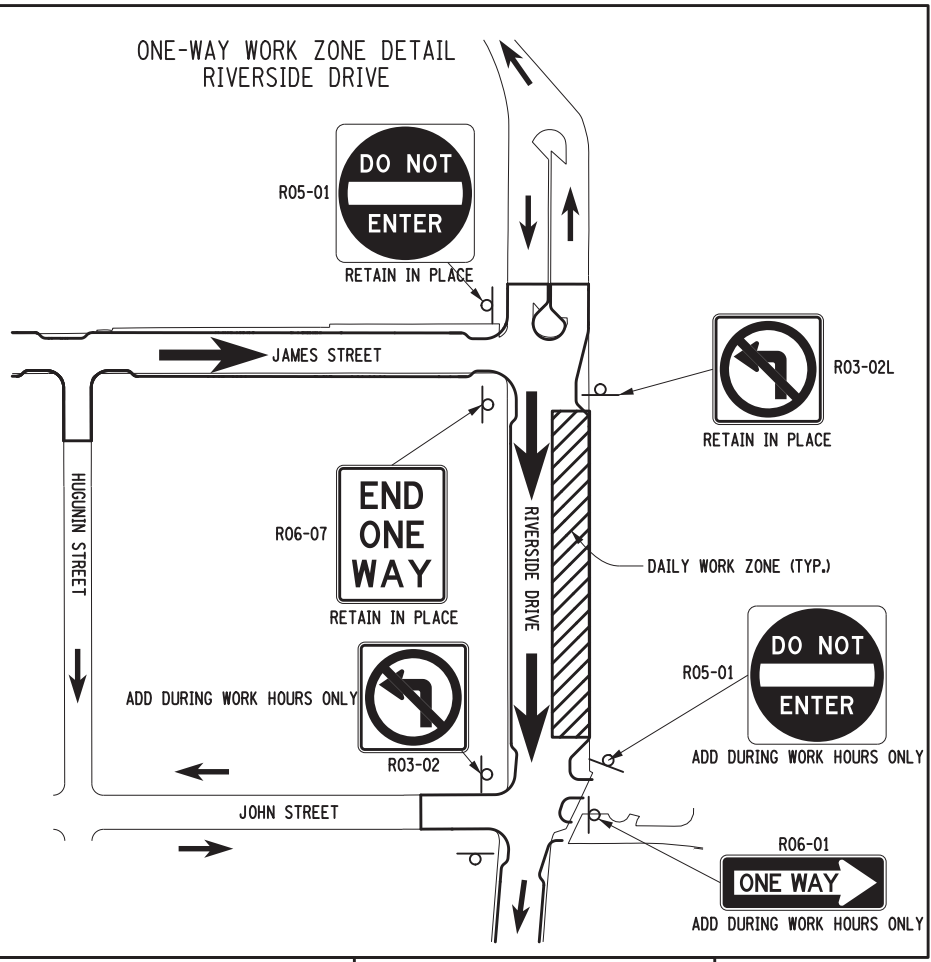 ONE-WAY WORK ZONE DETAIL
RIVERSIDE DRIVE
R05-01
DO NOT
ENTER
RETAIN IN PLACE
JAMES STREET
R03-02L
RETAIN IN PLACE
HUGUNIN STREET
R06-07
END
ONE
WAY
RETAIN IN PLACE
RIVERSIDE DRIVE
DAILY WORK ZONE (TYP.)
R05-01
DO NOT
ENTER
ADD DURING WORK HOURS ONLY
ADD DURING WORK HOURS ONLY
R03-02
JOHN STREET
R06-01
ONE WAY
ADD DURING WORK HOURS ONLY